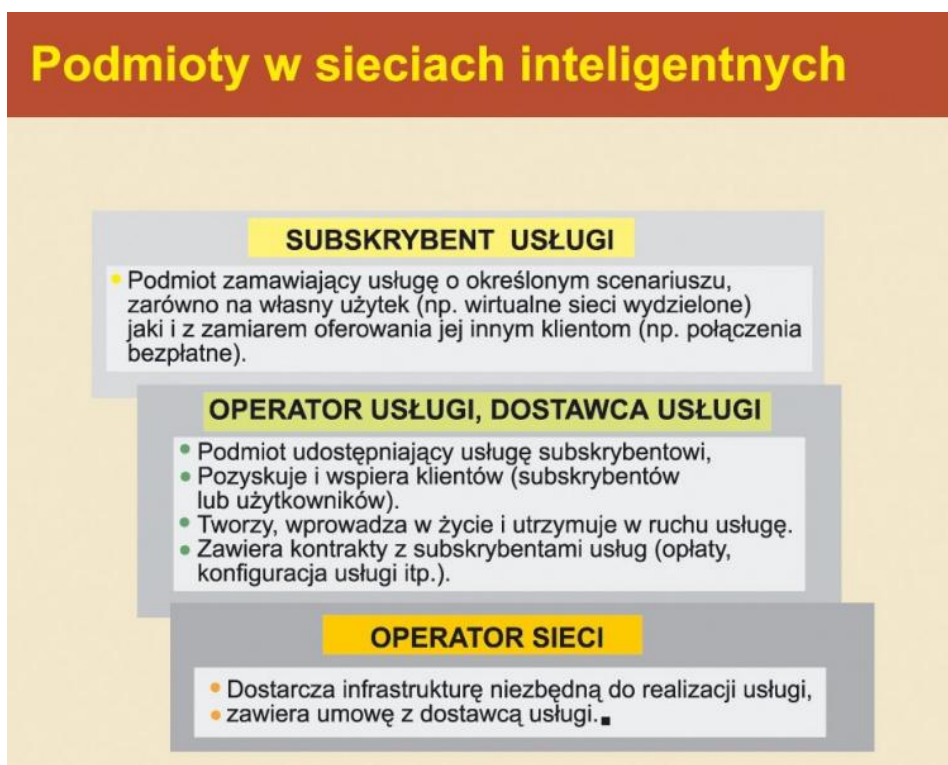 Podmioty w sieciach inteligentnych
SUBSKRYBENT USŁUGI
• Podmiot zamawiający usługę o określonym scenariuszu,
zarówno na własny użytek (np. wirtualne sieci wydzielone)
jaki i z zamiarem oferowania jej innym klientom (np. połączenia
bezpłatne).
OPERATOR USŁUGI, DOSTAWCA USŁUGI
• Podmiot udostępniający usługę subskrybentowi,
• Pozyskuje i wspiera klientów (subskrybentów
lub użytkowników).
• Tworzy, wprowadza w życie i utrzymuje w ruchu usługę.
• Zawiera kontrakty z subskrybentami usług (opłaty,
konfiguracja usługi itp.).
OPERATOR SIECI
• Dostarcza infrastrukturę niezbędną do realizacji usługi,
• zawiera umowę z dostawcą usługi.■